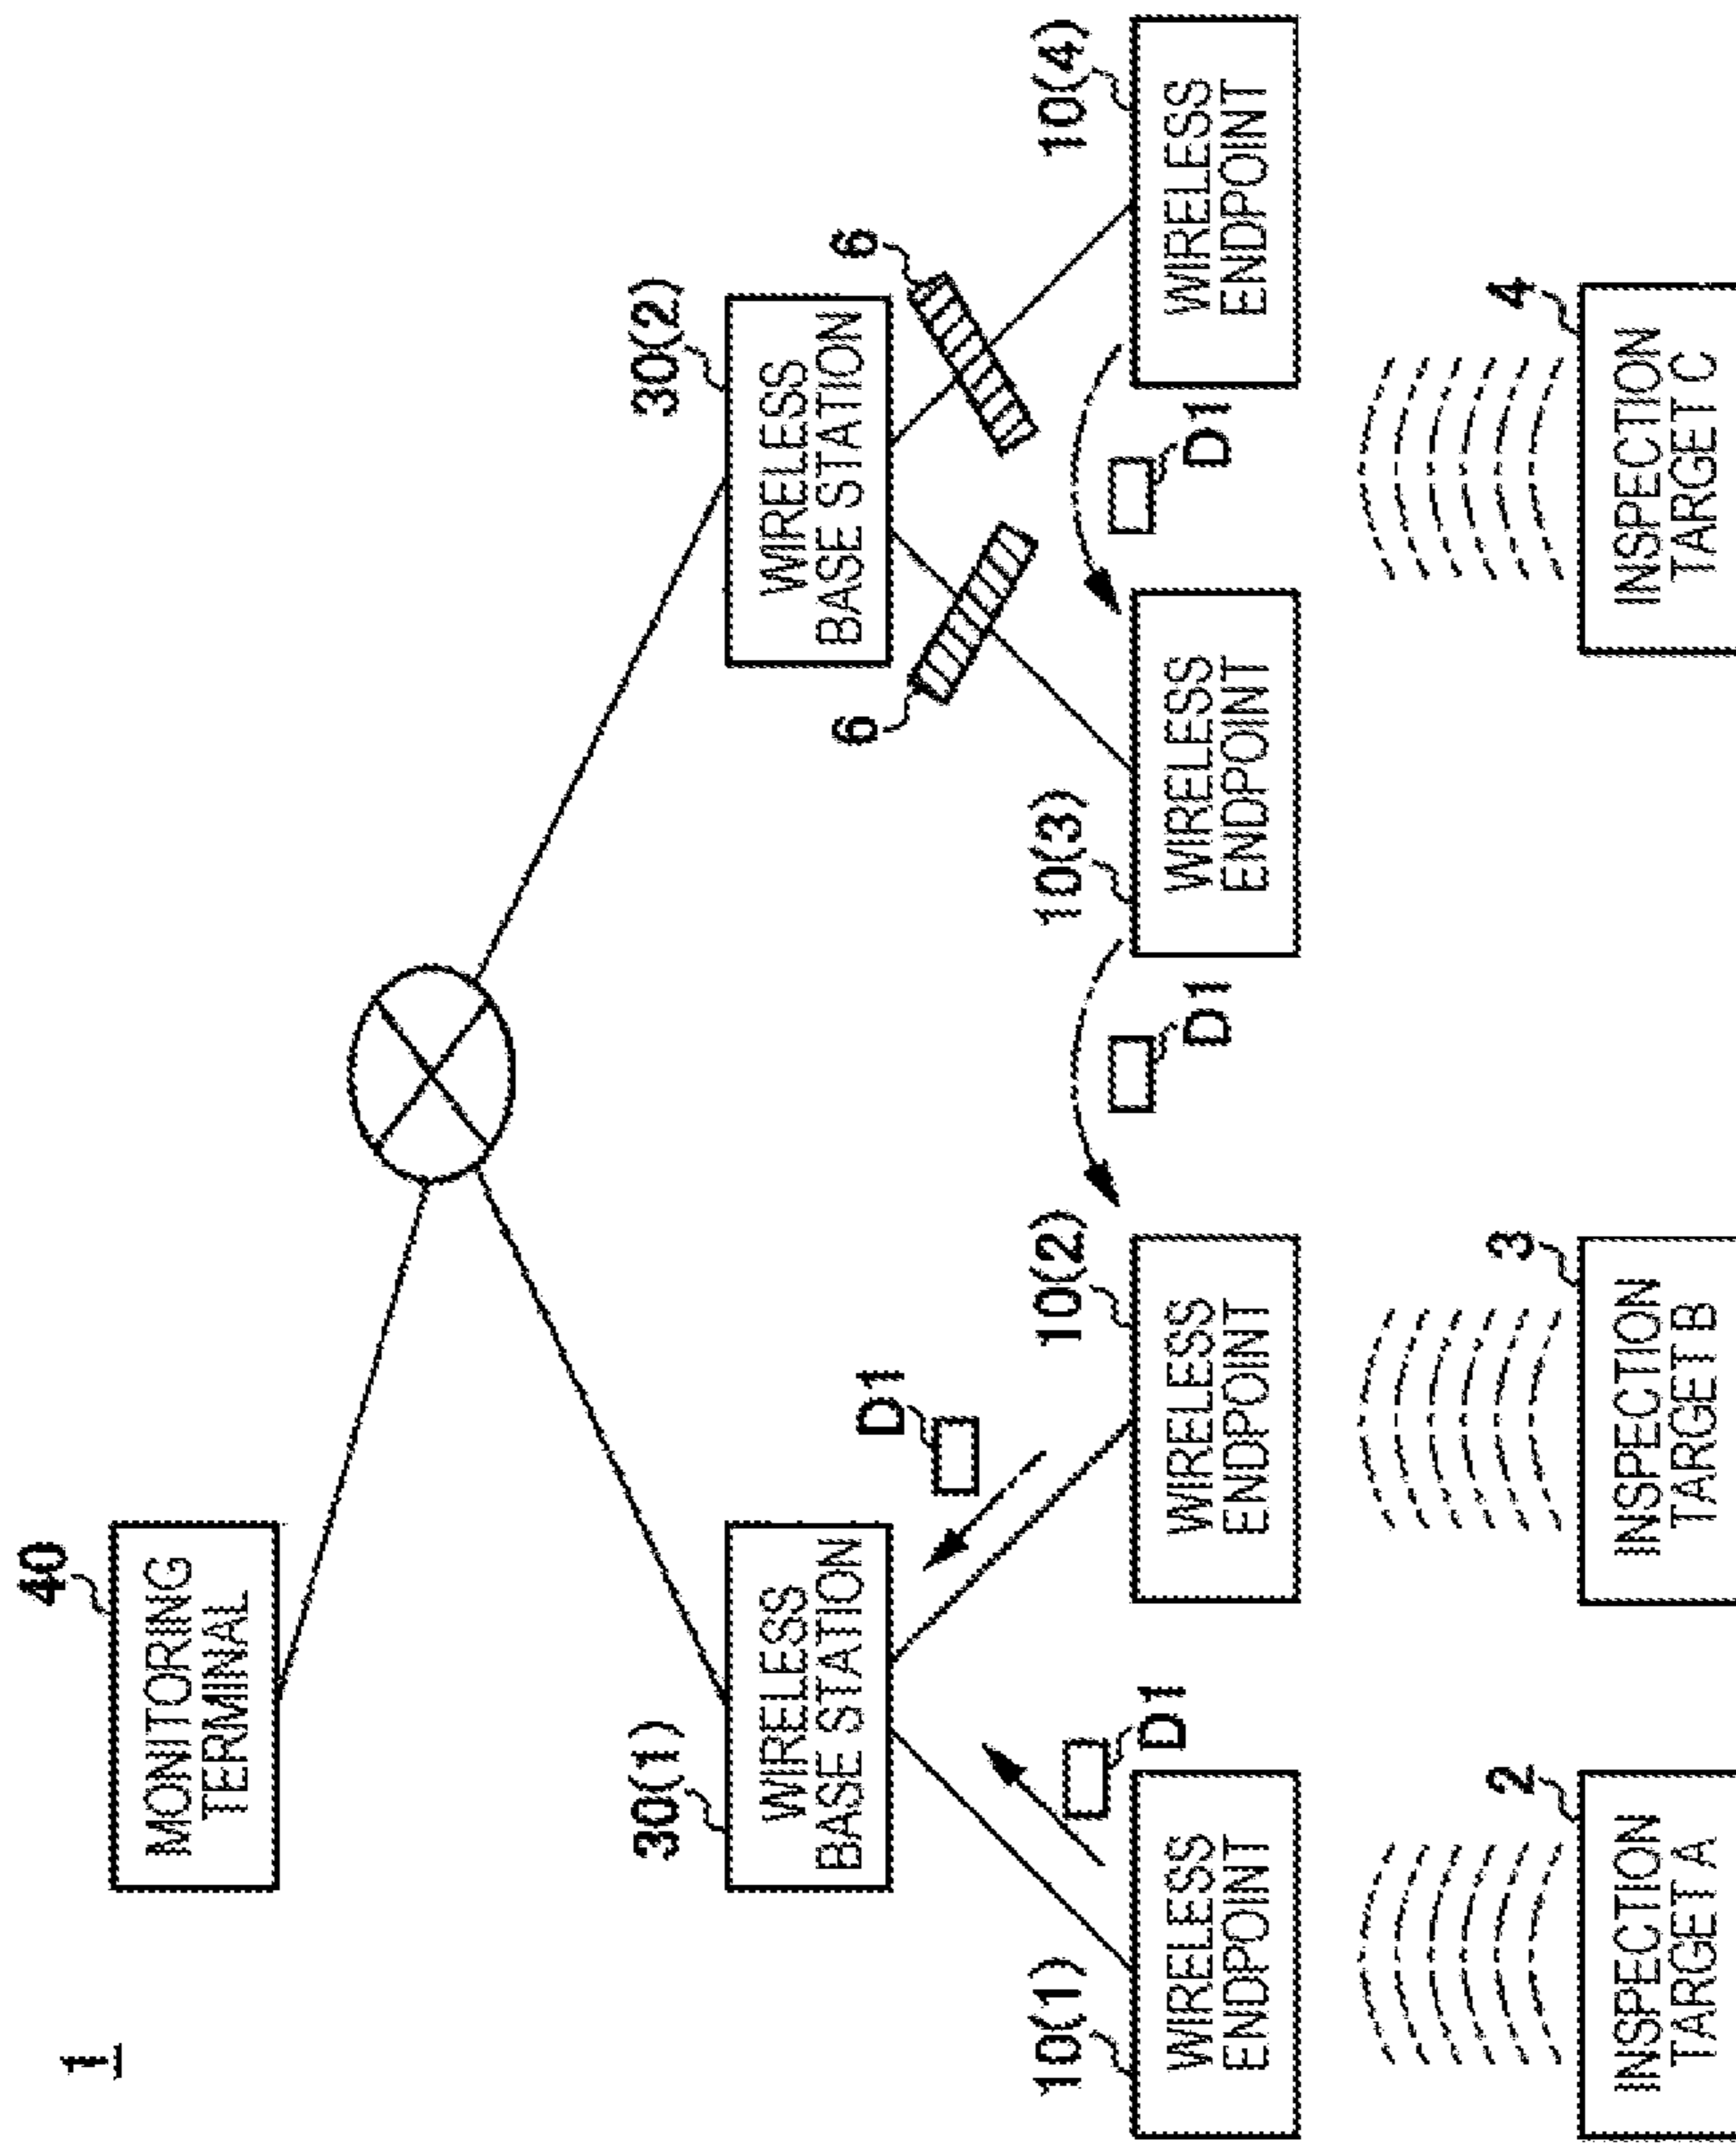 1
40
MONITORING
TERMINAL
30(1)
WIRELESS
BASE STATION
30(2)
WIRELESS
BASE STATION
D1
6
6
10(1)
WIRELESS
ENDPOINT
D1
10(2)
WIRELESS
ENDPOINT
D1
10(3)
WIRELESS
ENDPOINT
D1
10(4)
WIRELESS
ENDPOINT
2
INSPECTION
TARGET A
3
INSPECTION
TARGET B
4
INSPECTION
TARGET C